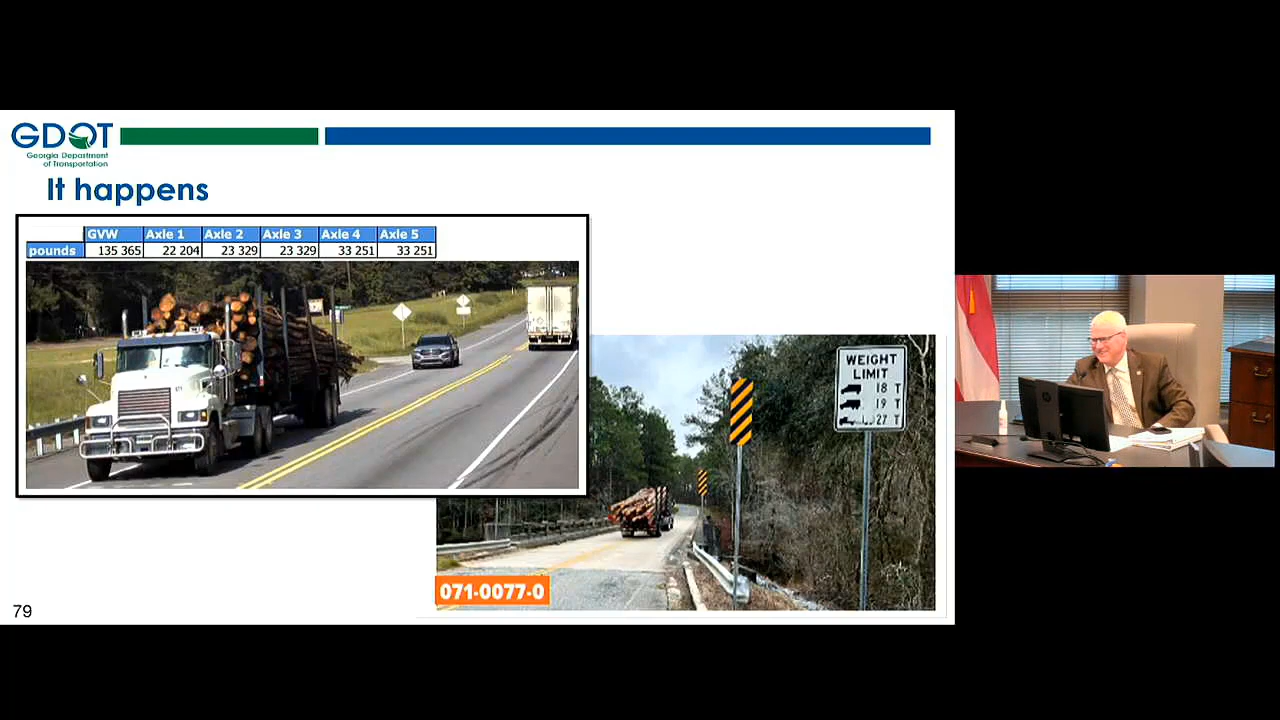 GDOT
Georgia Department
of Transportation
It happens
GVW Axle 1 Axle 2 Axle 3 Axle 4 Axle 5
pounds 135 365 22 204 23 329 23 329 33 251 33 251
WEIGHT
LIMIT
18 T
19 T
27 T
071-0077-0
79